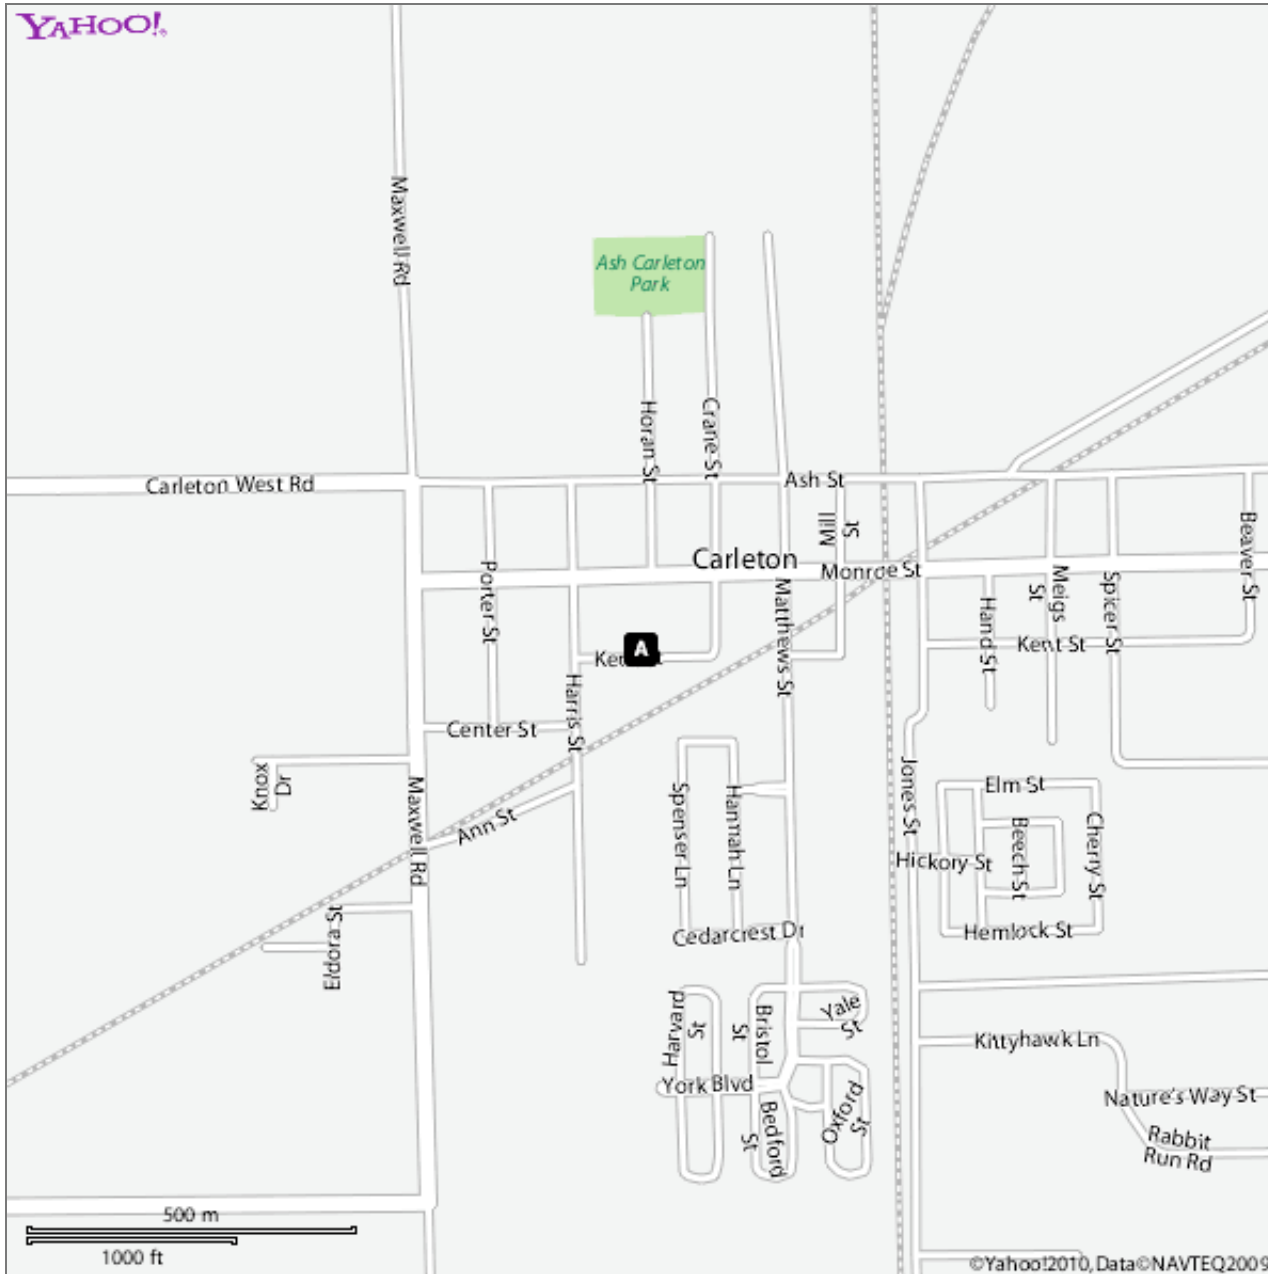 YAHOO!®
Maxwell Rd
Ash Carleton
Park
Horan St
Crane St
Carleton West Rd
Ash St
Mill
St
Beaver St
Carleton
Monroe St
Porter St
Matthews St
Hand St
Meigs
St
Spicer St
A
Kent St
Harris St
Center St
Knox
Dr
Maxwell Rd
Ann St
Spenser Ln
Hannah Ln
Jones St
Elm St
Beech St
Cherry St
Hickory St
Eldora St
Cedarcrest Dr
Hemlock St
Harvard
St
Bristol
St
Yale
St
Kittyhawk Ln
York Blvd
Bedford
St
Oxford
St
Nature's Way St
Rabbit
Run Rd
500 m
1000 ft
©Yahoo!2010, Data©NAVTEQ2009